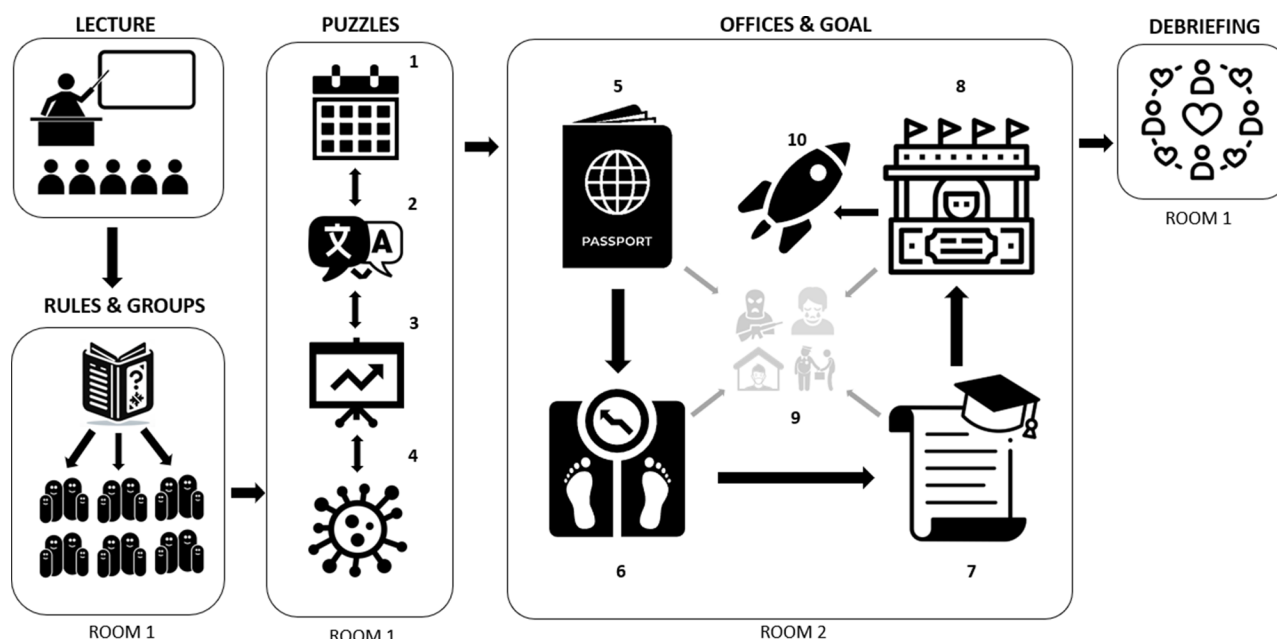 LECTURE
RULES & GROUPS
?
ROOM 1
PUZZLES
1
2
文 A
3
4
ROOM 1
OFFICES & GOAL
5
PASSPORT
6
7
8
9
10
ROOM 2
DEBRIEFING
ROOM 1